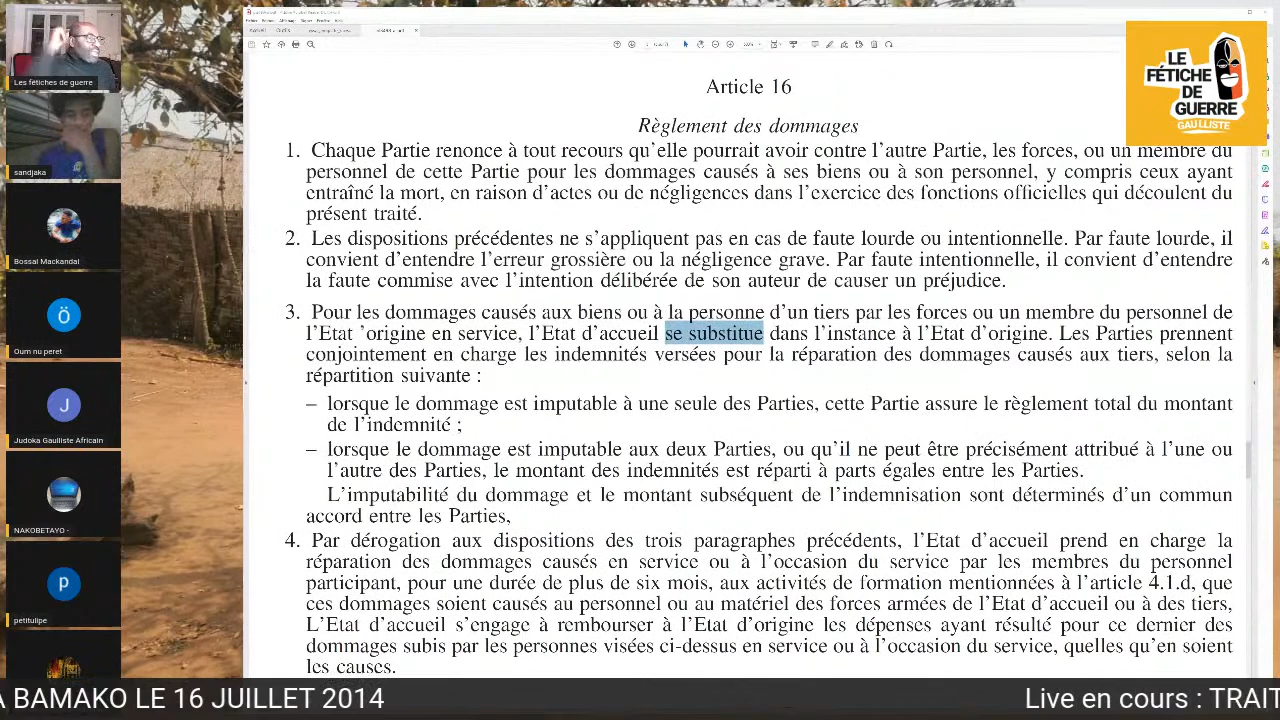 Les fétiches de guerre
sandjaka
Bossal Mackandal
Ö
Oum nu peret
J
Judoka Gaulliste Africain
NAKOBETAYO -
p
petitulipe
LE
FÉTICHE
DE
GUERRE
GAULLISTE
Article 16
Règlement des dommages
1. Chaque Partie renonce à tout recours qu’elle pourrait avoir contre l’autre Partie, les forces, ou un membre du
personnel de cette Partie pour les dommages causés à ses biens ou à son personnel, y compris ceux ayant
entraîné la mort, en raison d’actes ou de négligences dans l’exercice des fonctions officielles qui découlent du
présent traité.
2. Les dispositions précédentes ne s’appliquent pas en cas de faute lourde ou intentionnelle. Par faute lourde, il
convient d’entendre l’erreur grossière ou la négligence grave. Par faute intentionnelle, il convient d’entendre
la faute commise avec l’intention délibérée de son auteur de causer un préjudice.
3. Pour les dommages causés aux biens ou à la personne d’un tiers par les forces ou un membre du personnel de
l’Etat ’origine en service, l’Etat d’accueil se substitue dans l’instance à l’Etat d’origine. Les Parties prennent
conjointement en charge les indemnités versées pour la réparation des dommages causés aux tiers, selon la
répartition suivante :
– lorsque le dommage est imputable à une seule des Parties, cette Partie assure le règlement total du montant
de l’indemnité ;
– lorsque le dommage est imputable aux deux Parties, ou qu’il ne peut être précisément attribué à l’une ou
l’autre des Parties, le montant des indemnités est réparti à parts égales entre les Parties.
L’imputabilité du dommage et le montant subséquent de l’indemnisation sont déterminés d’un commun
accord entre les Parties,
4. Par dérogation aux dispositions des trois paragraphes précédents, l’Etat d’accueil prend en charge la
réparation des dommages causés en service ou à l’occasion du service par les membres du personnel
participant, pour une durée de plus de six mois, aux activités de formation mentionnées à l’article 4.1.d, que
ces dommages soient causés au personnel ou au matériel des forces armées de l’Etat d’accueil ou à des tiers,
L’Etat d’accueil s’engage à rembourser à l’Etat d’origine les dépenses ayant résulté pour ce dernier des
dommages subis par les personnes visées ci-dessus en service ou à l’occasion du service, quelles qu’en soient
les causes.
A BAMAKO LE 16 JUILLET 2014
Live en cours : TRAIT